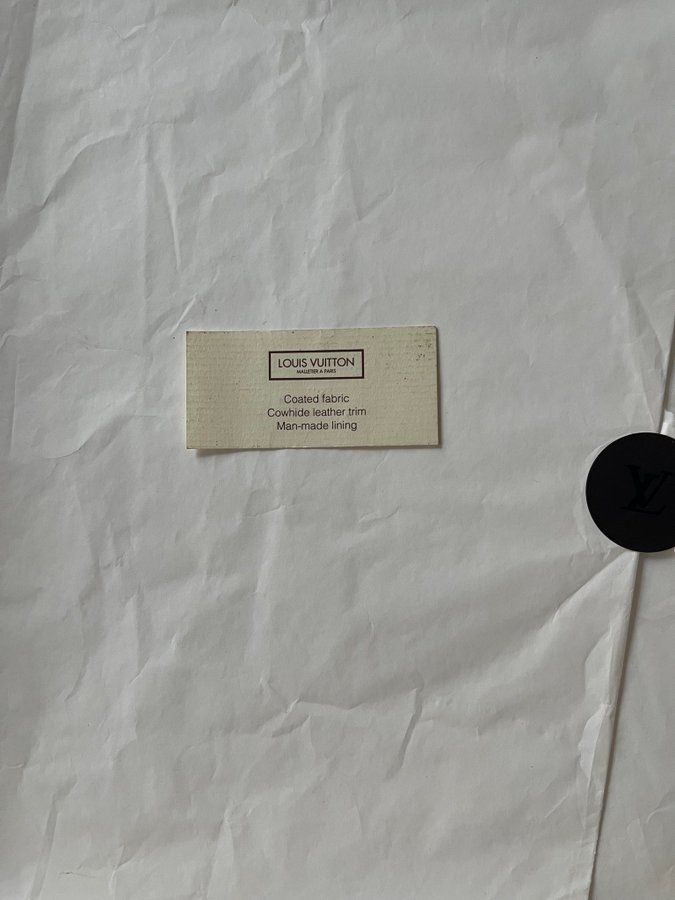 LOUIS VUITTON
MALLETIER A PARIS
Coated fabric
Cowhide leather trim
Man-made lining
LV